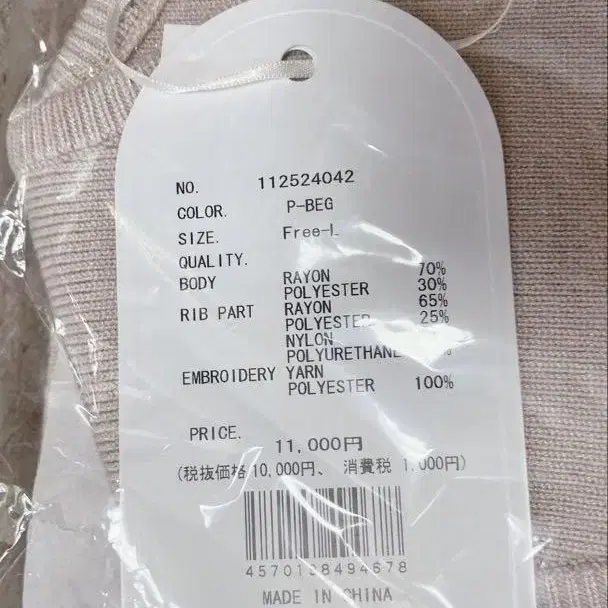 NO. 112524042
COLOR. P-BEG
SIZE. Free-L
QUALITY.
BODY RAYON 70%
POLYESTER 30%
RIB PART RAYON 65%
POLYESTER 25%
NYLON
POLYURETHANE %
EMBROIDERY YARN
POLYESTER 100%
PRICE. 11,000円
(税抜価格10,000円、 消費税 1,000円)
4570198494678
MADE IN CHINA